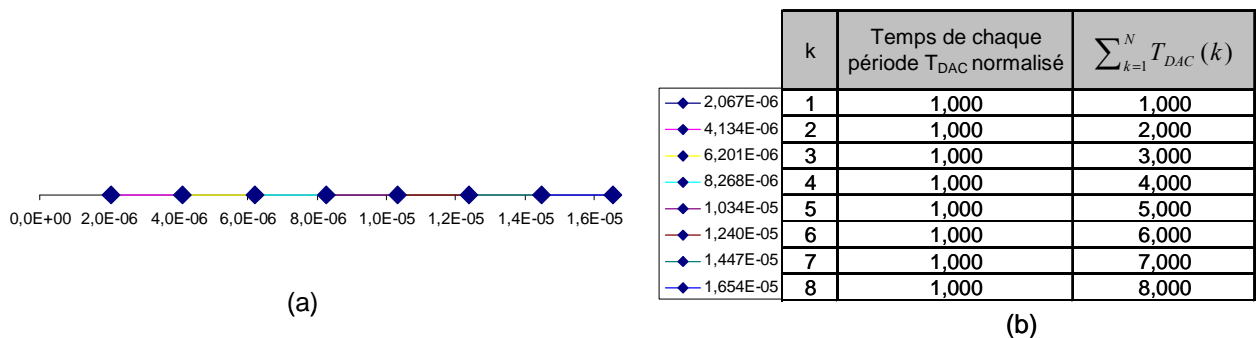 0,0E+00 2,0E-06 4,0E-06 6,0E-06 8,0E-06 1,0E-05 1,2E-05 1,4E-05 1,6E-05
(a)
k Temps de chaque période T_DAC normalisé \sum_{k=1}^{N} T_{DAC}(k)
2,067E-06 1 1,000 1,000
4,134E-06 2 1,000 2,000
6,201E-06 3 1,000 3,000
8,268E-06 4 1,000 4,000
1,034E-05 5 1,000 5,000
1,240E-05 6 1,000 6,000
1,447E-05 7 1,000 7,000
1,654E-05 8 1,000 8,000
(b)